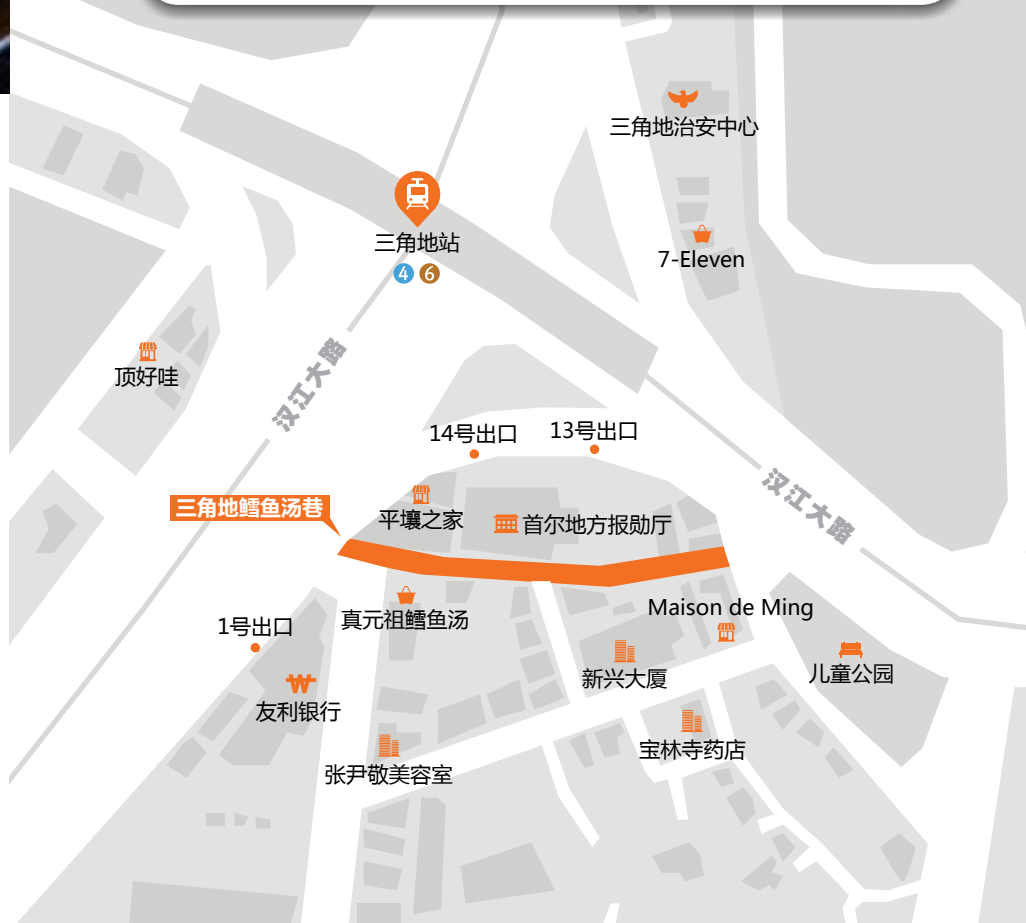 三角地治安中心
三角地站
4 6
7-Eleven
汉江大路
顶好哇
14号出口
13号出口
汉江大路
三角地鳕鱼汤巷
平壤之家
首尔地方报勋厅
真元祖鳕鱼汤
Maison de Ming
1号出口
新兴大厦
儿童公园
友利银行
宝林寺药店
张尹敬美容室